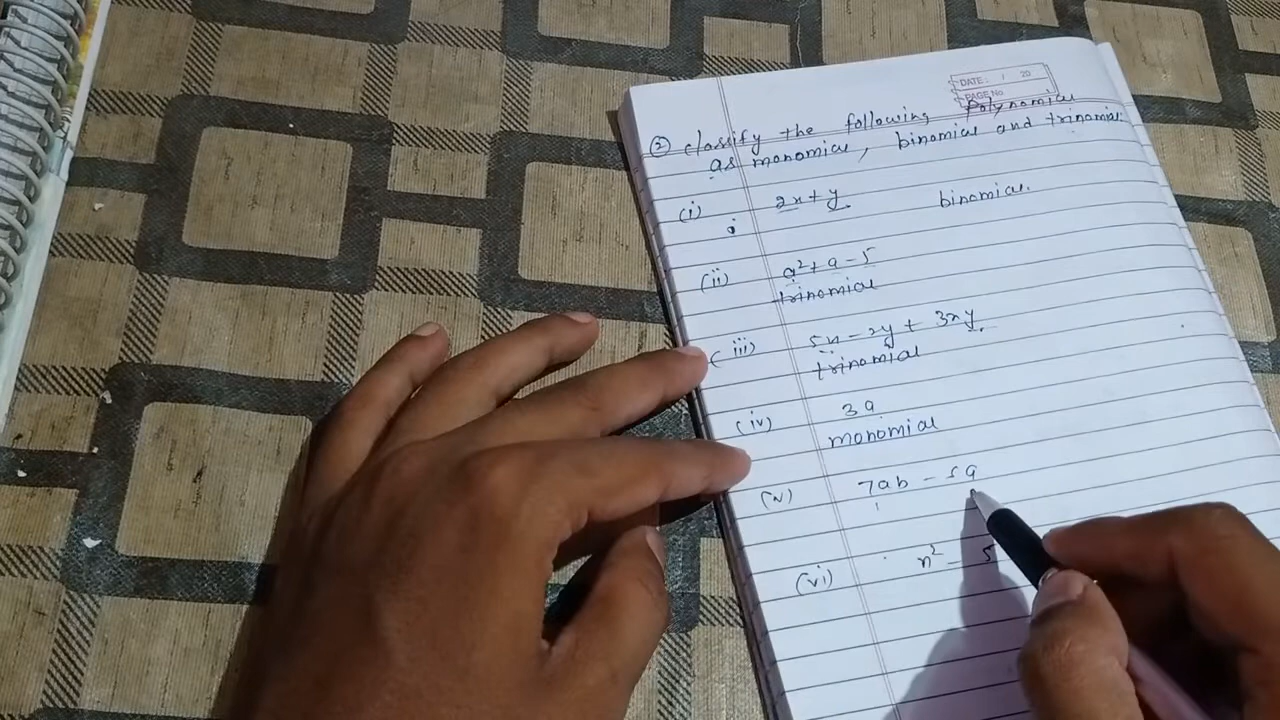 DATE: / 20
PAGE No.
② classify the following Polynomial
as monomial, binomial and trinomial
(i) 2x + y binomial.
(ii) a² + a - 5
trinomial
(iii) 5x - 2y + 3xy
trinomial
(iv) 3a
monomial
(v) 7ab - 5a
(vi) x² - 5